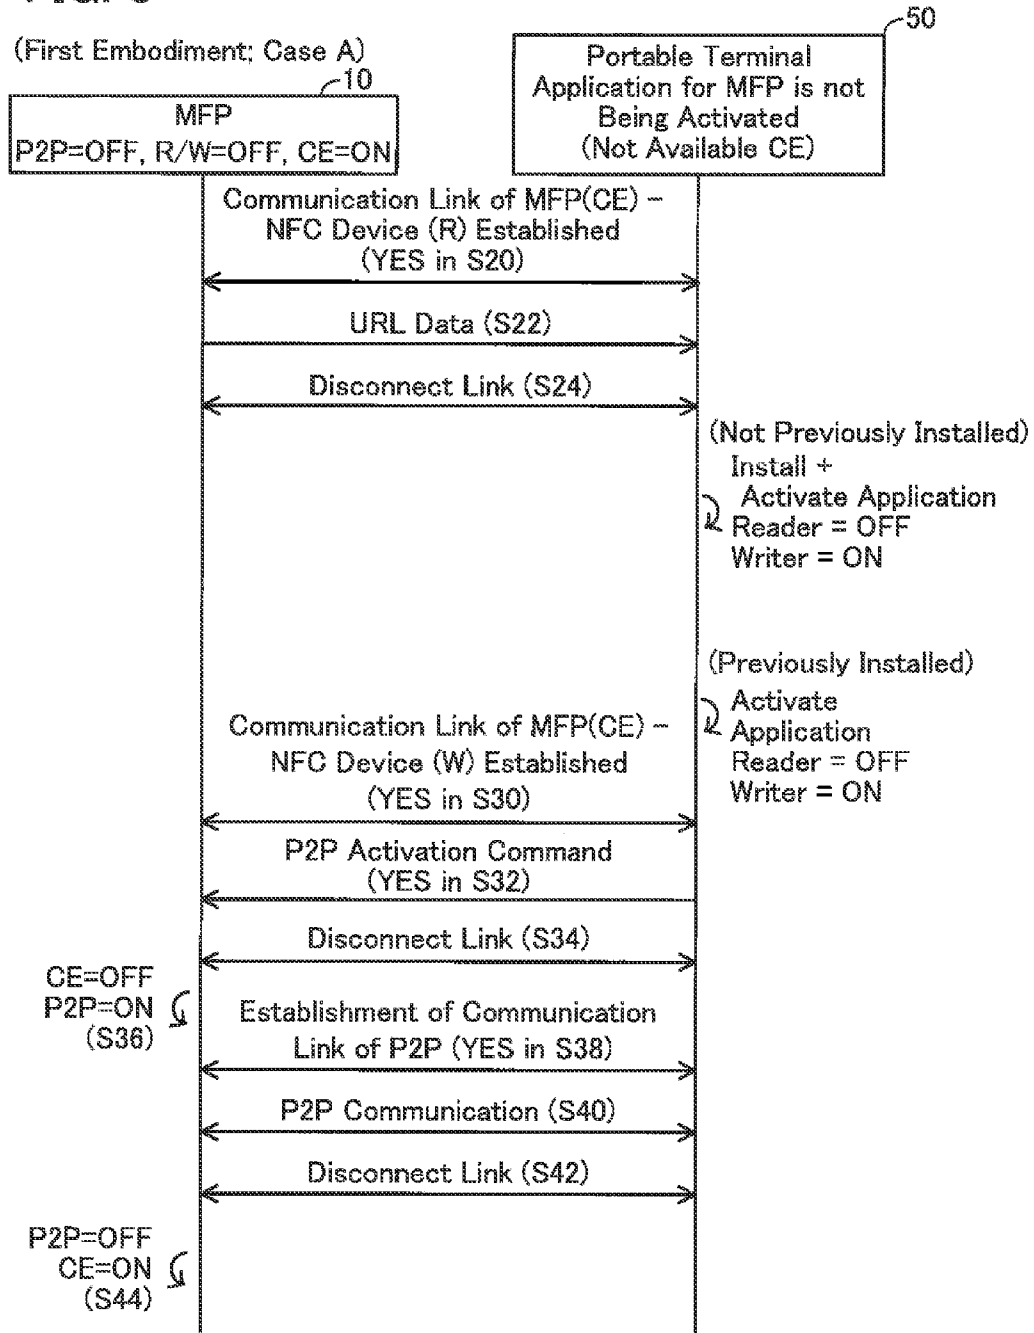 (First Embodiment; Case A)
10
MFP
P2P=OFF, R/W=OFF, CE=ON
50
Portable Terminal
Application for MFP is not
Being Activated
(Not Available CE)
Communication Link of MFP(CE) –
NFC Device (R) Established
(YES in S20)
URL Data (S22)
Disconnect Link (S24)
(Not Previously Installed)
Install +
Activate Application
Reader = OFF
Writer = ON
(Previously Installed)
Activate
Application
Reader = OFF
Writer = ON
Communication Link of MFP(CE) –
NFC Device (W) Established
(YES in S30)
P2P Activation Command
(YES in S32)
Disconnect Link (S34)
CE=OFF
P2P=ON
(S36)
Establishment of Communication
Link of P2P (YES in S38)
P2P Communication (S40)
Disconnect Link (S42)
P2P=OFF
CE=ON
(S44)